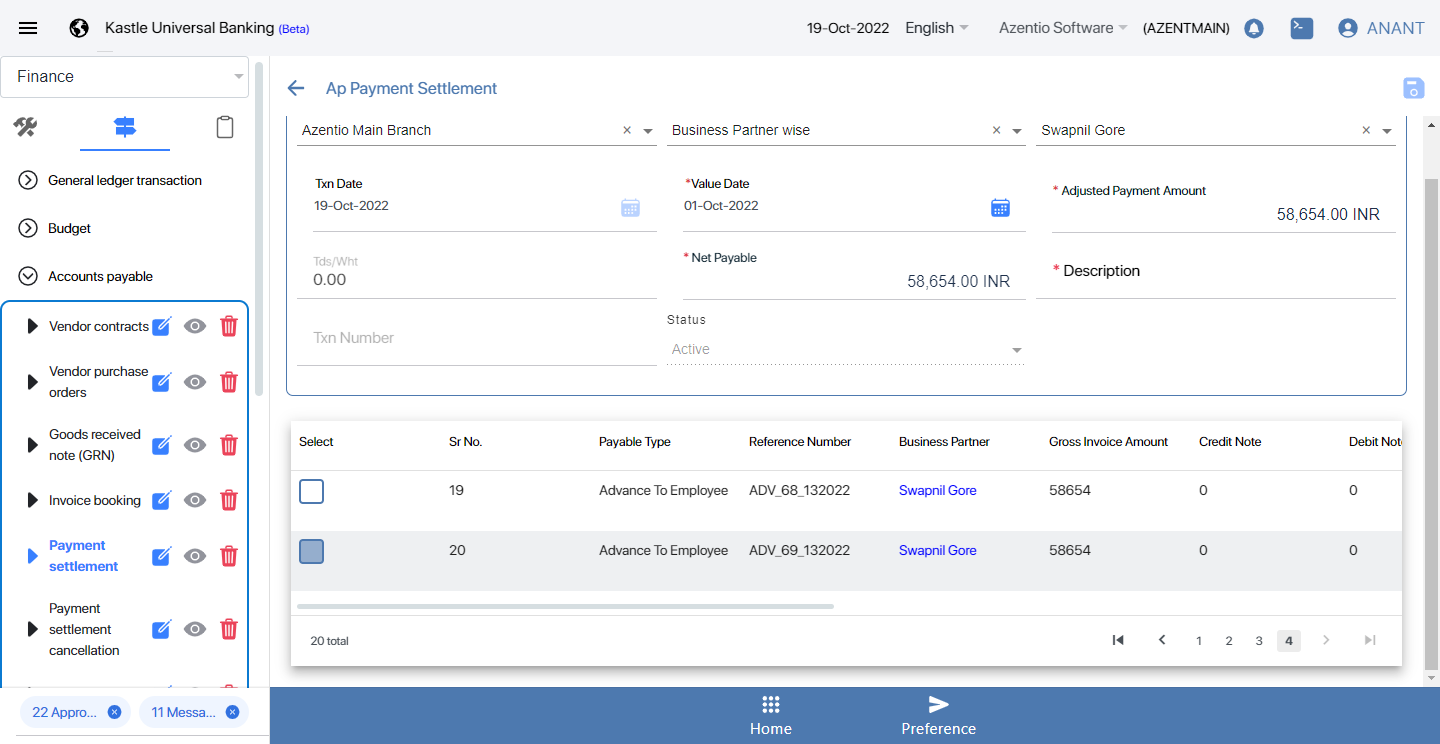 Kastle Universal Banking (Beta)
19-Oct-2022 English Azentio Software (AZENTMAIN) ANANT
Finance
General ledger transaction
Budget
Accounts payable
Vendor contracts
Vendor purchase
orders
Goods received
note (GRN)
Invoice booking
Payment
settlement
Payment
settlement
cancellation
22 Appro... 11 Messa...
Ap Payment Settlement
Azentio Main Branch × Business Partner wise × Swapnil Gore ×
Txn Date *Value Date * Adjusted Payment Amount
19-Oct-2022 01-Oct-2022 58,654.00 INR
Tds/Wht * Net Payable * Description
0.00 58,654.00 INR
Txn Number Status
Active
Select Sr No. Payable Type Reference Number Business Partner Gross Invoice Amount Credit Note Debit Not
19 Advance To Employee ADV_68_132022 Swapnil Gore 58654 0 0
20 Advance To Employee ADV_69_132022 Swapnil Gore 58654 0 0
20 total 1 2 3 4
Home Preference